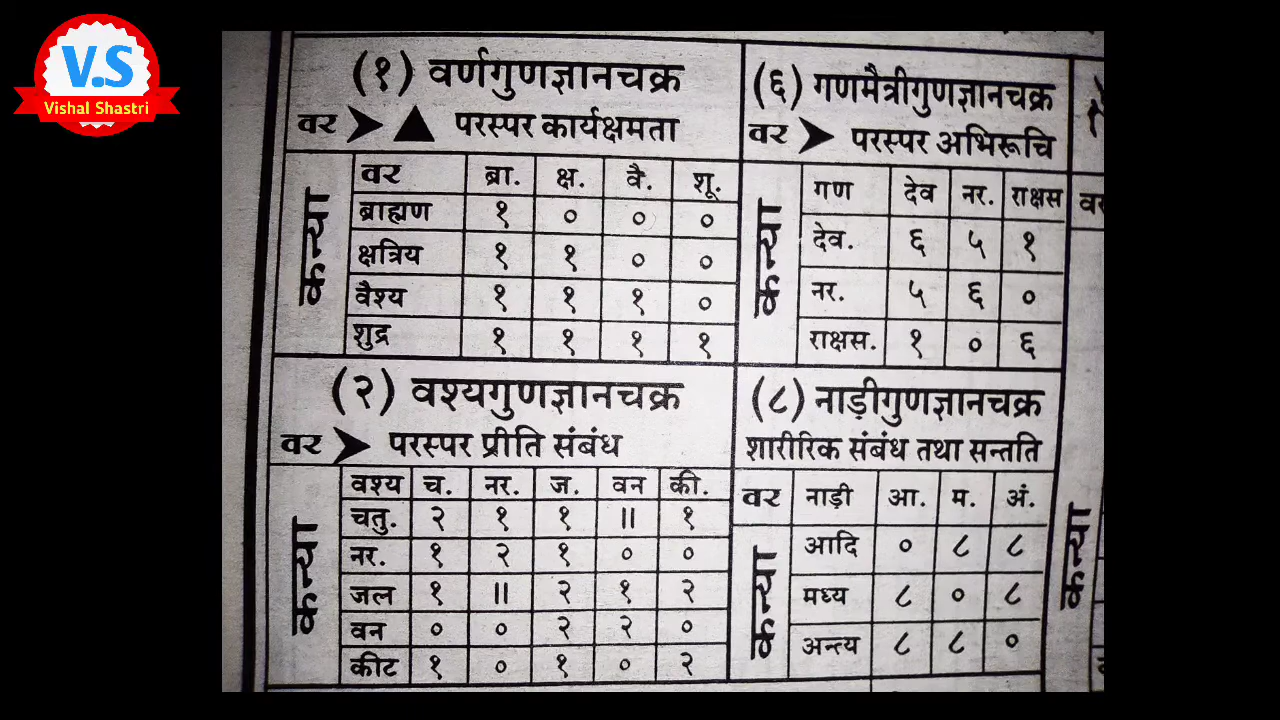 V.S
Vishal Shastri
(१) वर्णगुणज्ञानचक्र
वर परस्पर कार्यक्षमता
कन्या
वर ब्रा. क्ष. वै. शू.
ब्राह्मण १ ० ० ०
क्षत्रिय १ १ ० ०
वैश्य १ १ १ ०
शुद्र १ १ १ १
(६) गणमैत्रीगुणज्ञानचक्र
वर परस्पर अभिरूचि
कन्या
गण देव नर. राक्षस
देव. ६ ५ १
नर. ५ ६ ०
राक्षस. १ ० ६
(२) वश्यगुणज्ञानचक्र
वर परस्पर प्रीति संबंध
कन्या
वश्य च. नर. ज. वन की.
चतु. २ १ १ ॥ १
नर. १ २ १ ० ०
जल १ ॥ २ १ २
वन ० ० २ २ ०
कीट १ ० १ ० २
(८) नाड़ीगुणज्ञानचक्र
शारीरिक संबंध तथा सन्तति
वर नाड़ी आ. म. अं.
कन्या
आदि ० ८ ८
मध्य ८ ० ८
अन्त्य ८ ८ ०
कन्या